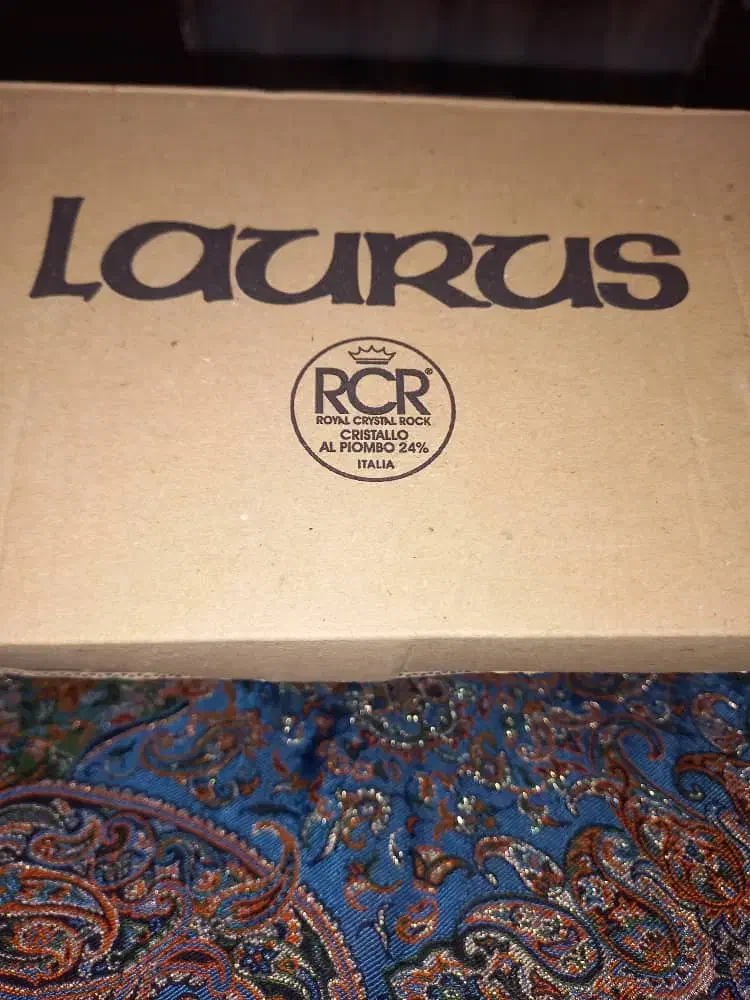 Laurus
RCR®
ROYAL CRYSTAL ROCK
CRISTALLO
AL PIOMBO 24%
ITALIA